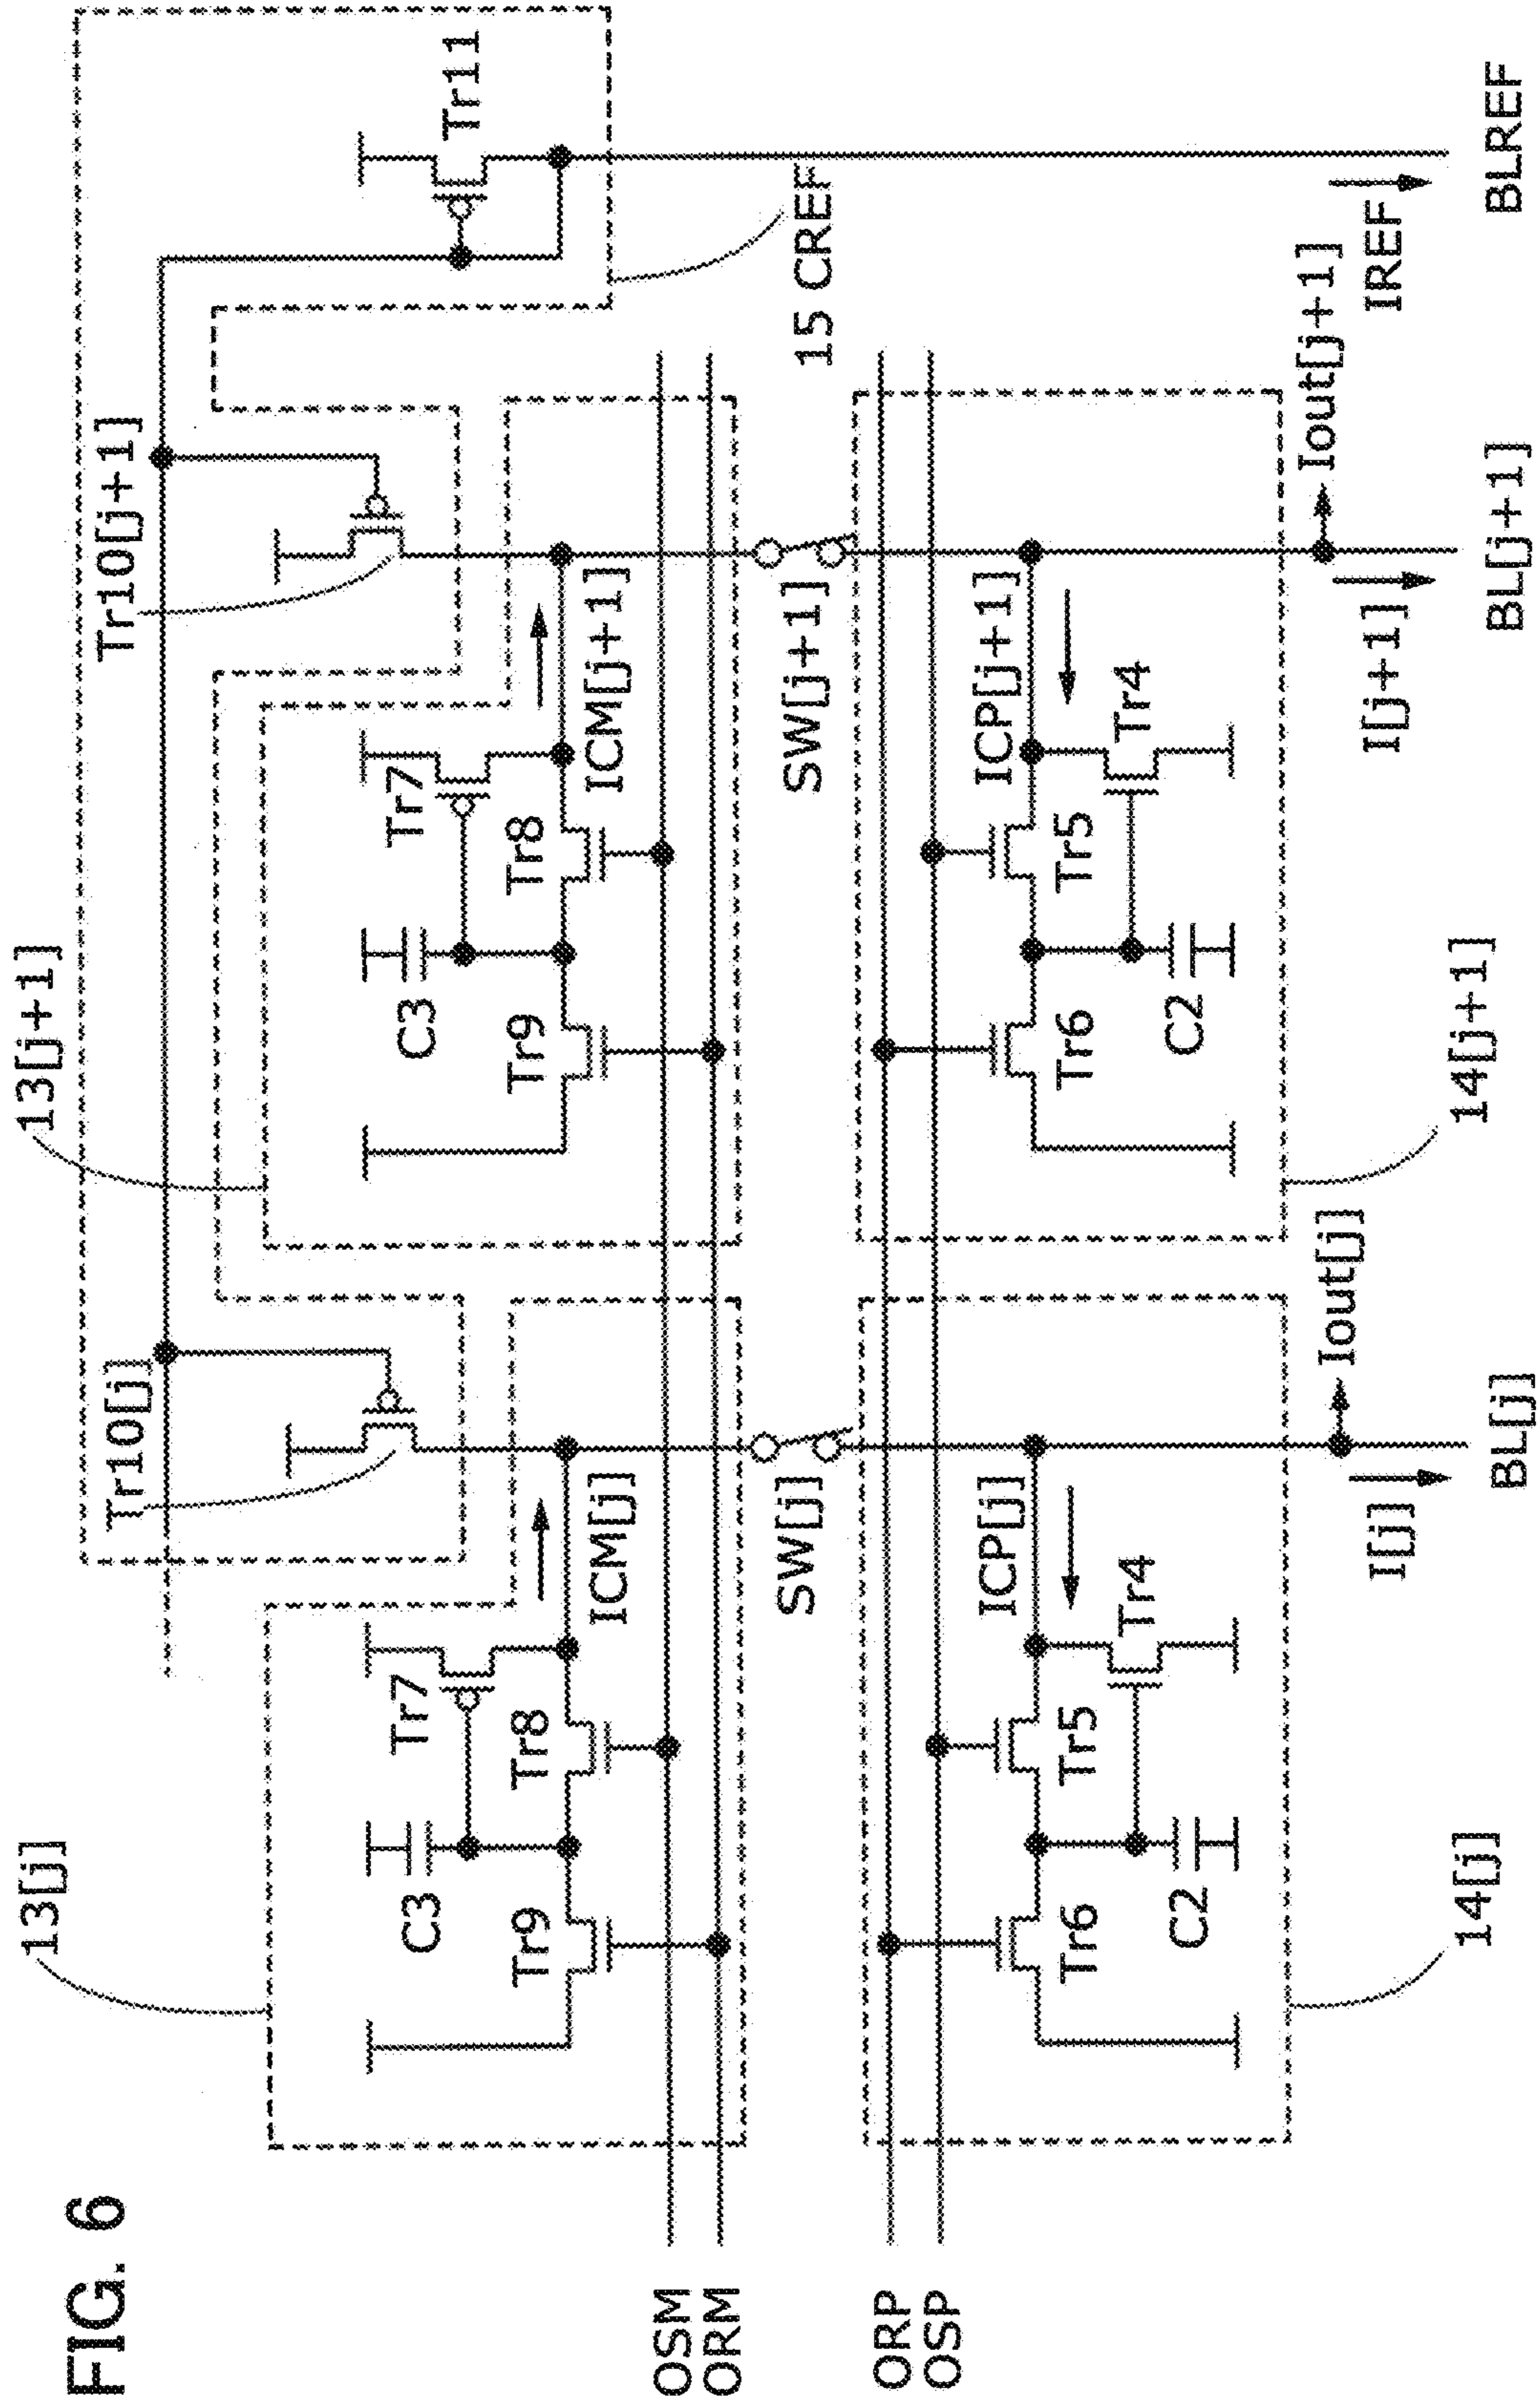 FIG. 6
13[j]
13[j+1]
Tr10[j]
Tr10[j+1]
Tr11
C3
Tr7
C3
Tr7
Tr9
Tr8
Tr9
Tr8
ICM[j]
ICM[j+1]
OSM
ORM
SW[j]
SW[j+1]
15 CREF
ORP
OSP
ICP[j]
ICP[j+1]
Tr6
Tr5
Tr4
Tr6
Tr5
Tr4
C2
C2
Iout[j]
Iout[j+1]
I[j]
I[j+1]
IREF
14[j]
14[j+1]
BL[j]
BL[j+1]
BLREF